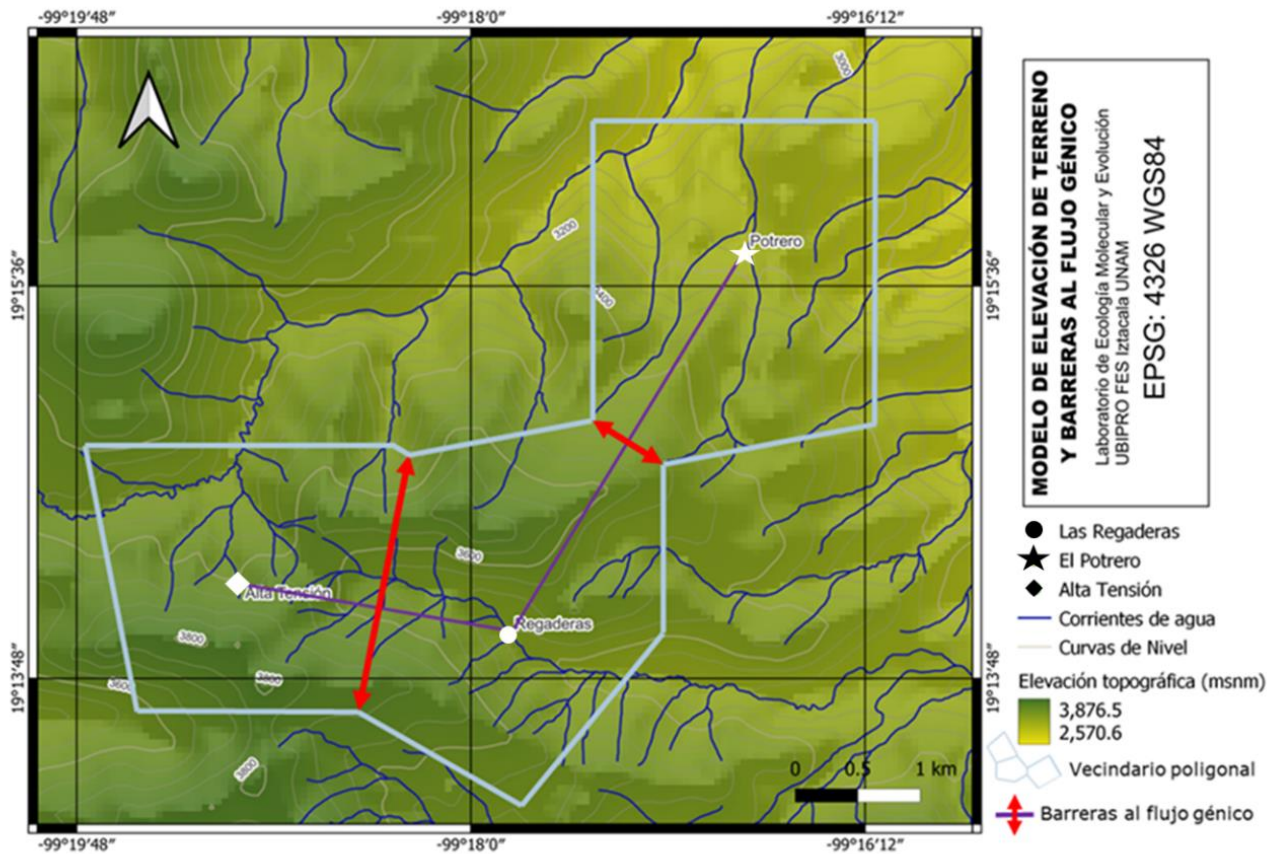 -99°19'48" -99°18'0" -99°16'12"
3000
3200
Potrero
19°15'36" 19°15'36"
3400
3600
Alta Tensión
Regaderas
3800
3600
3800
3800
19°13'48" 19°13'48"
0 0.5 1 km
-99°19'48" -99°18'0" -99°16'12"
MODELO DE ELEVACIÓN DE TERRENO
Y BARRERAS AL FLUJO GÉNICO
Laboratorio de Ecología Molecular y Evolución
UBIPRO FES Iztacala UNAM
EPSG: 4326 WGS84
Las Regaderas
El Potrero
Alta Tensión
Corrientes de agua
Curvas de Nivel
Elevación topográfica (msnm)
3,876.5
2,570.6
Vecindario poligonal
Barreras al flujo génico